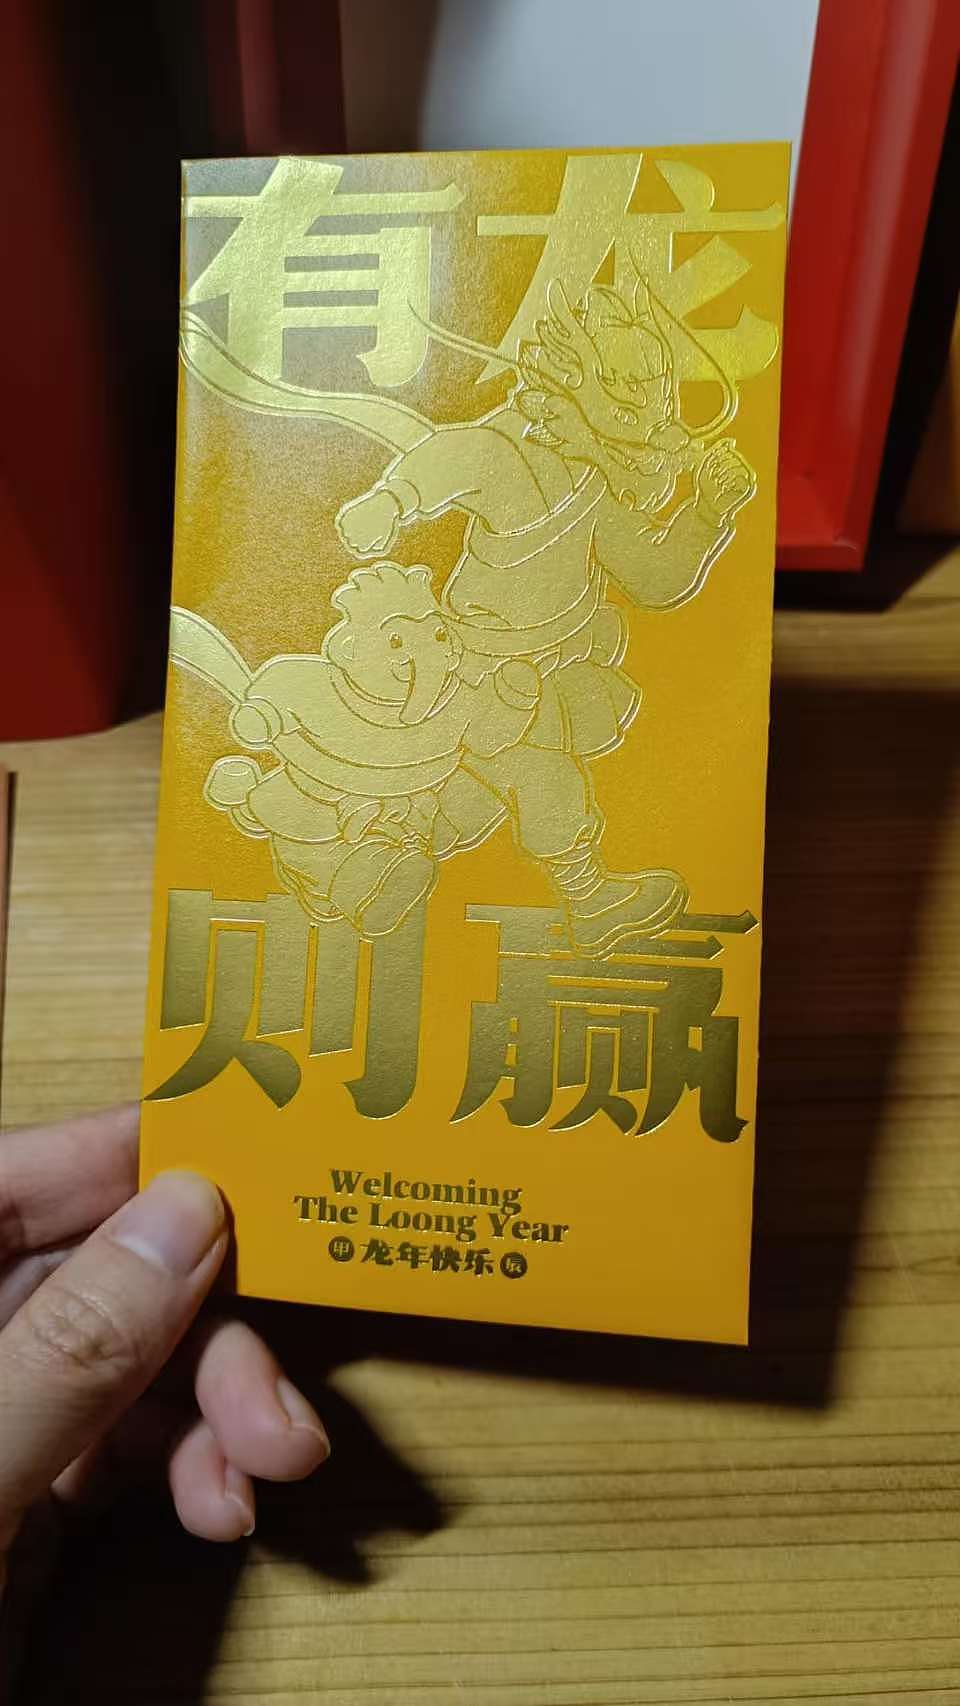 有龙
则赢
Welcoming
The Loong Year
甲 龙年快乐 辰